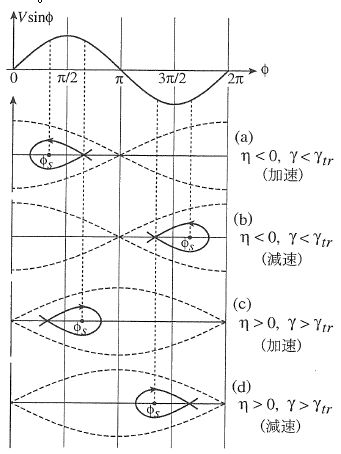 Vsinφ
0 π/2 π 3π/2 2π φ
(a)
η<0, γ<γtr
(加速)
φs
(b)
η<0, γ<γtr
(減速)
φs
(c)
η>0, γ>γtr
(加速)
φs
(d)
η>0, γ>γtr
(減速)
φs